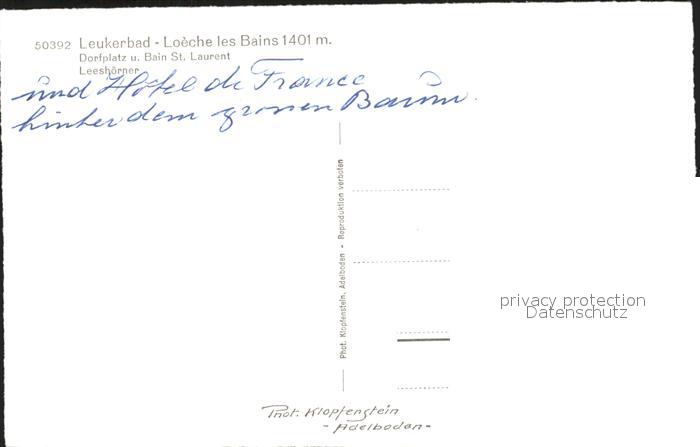 50392 Leukerbad - Loèche les Bains 1401 m.
Dorfplatz u. Bain St. Laurent
Leeshörner
und Hôtel de France
hinter dem grossen Baum.
Phot. Klopfenstein, Adelboden - Reproduktion verboten
privacy protection
Datenschutz
Phot. Klopfenstein
- Adelboden -